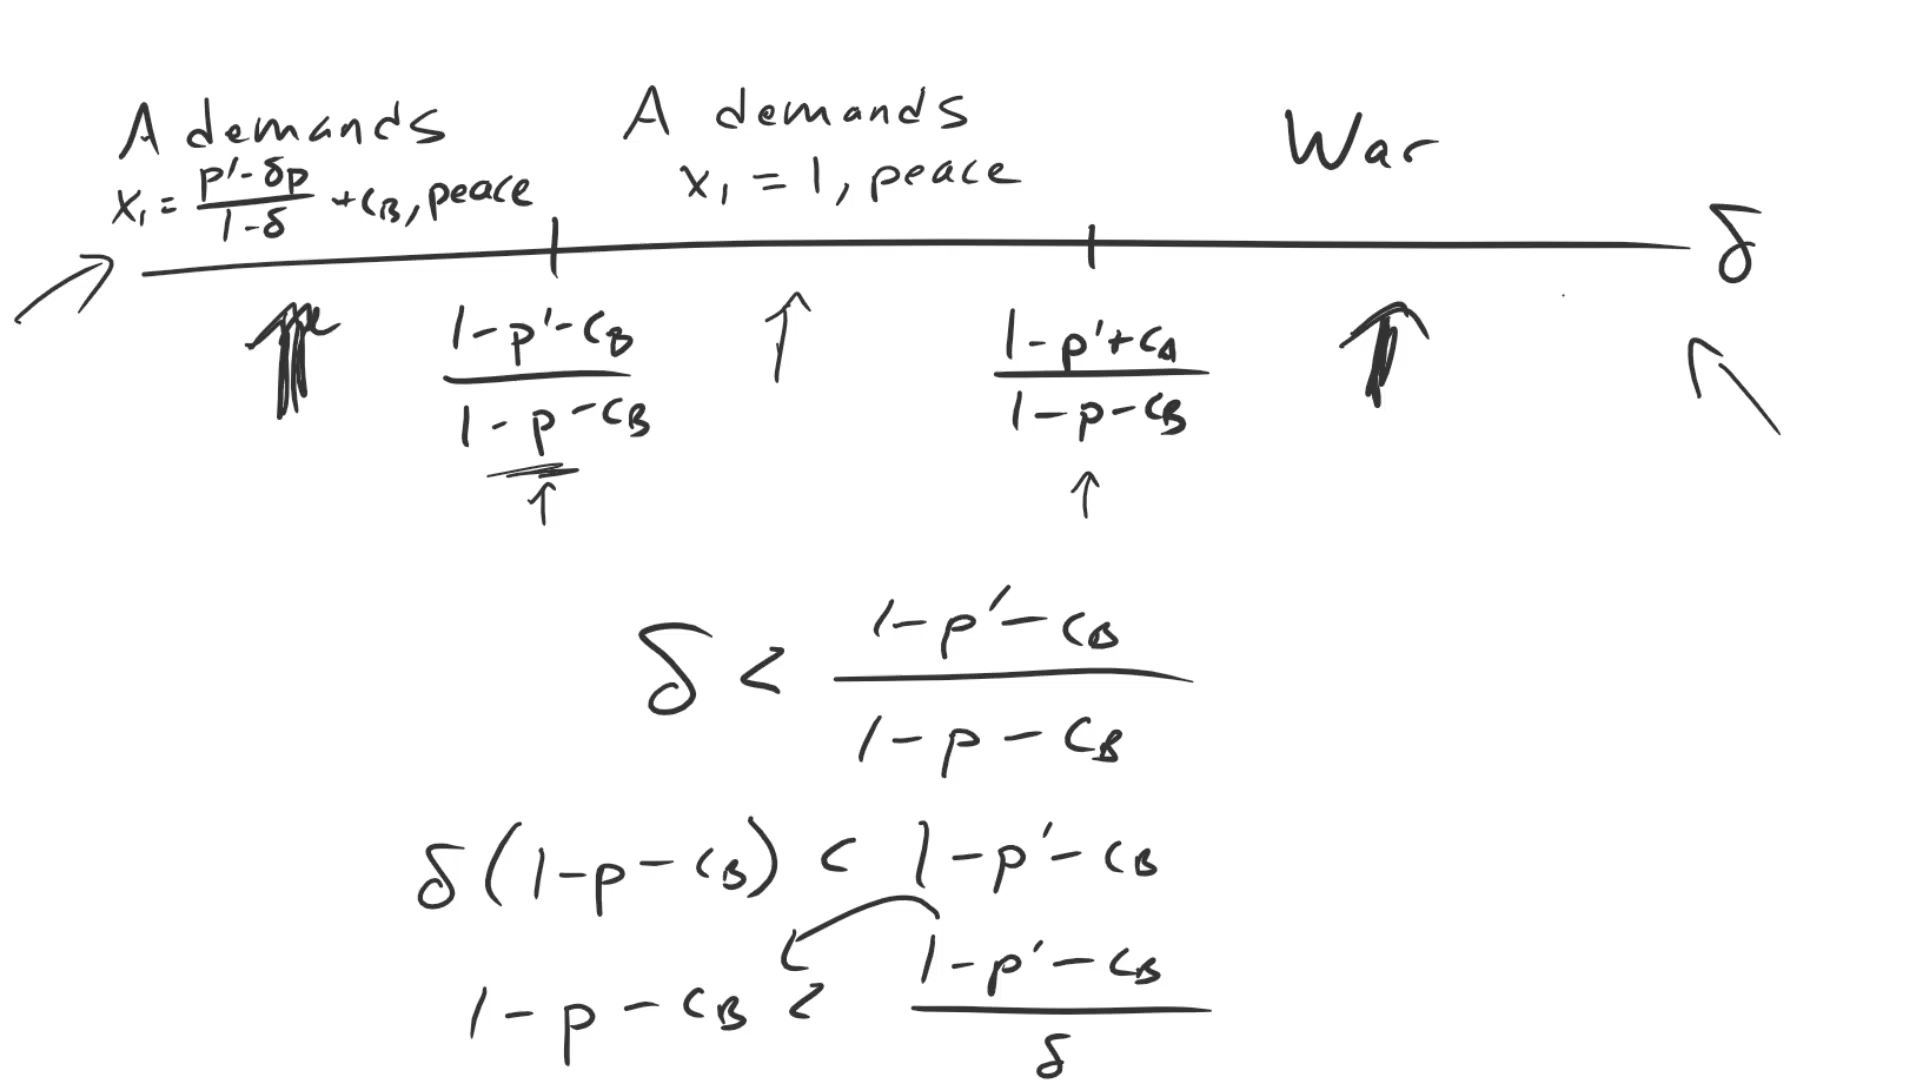 A demands
x₁ = (p' - δp)/(1 - δ) + C_B, peace
A demands
x₁ = 1, peace
War
δ
(1 - p' - C_B)/(1 - p - C_B)
(1 - p' + C_A)/(1 - p - C_B)
δ < (1 - p' - C_B)/(1 - p - C_B)
δ(1 - p - C_B) < 1 - p' - C_B
1 - p - C_B < (1 - p' - C_B)/δ